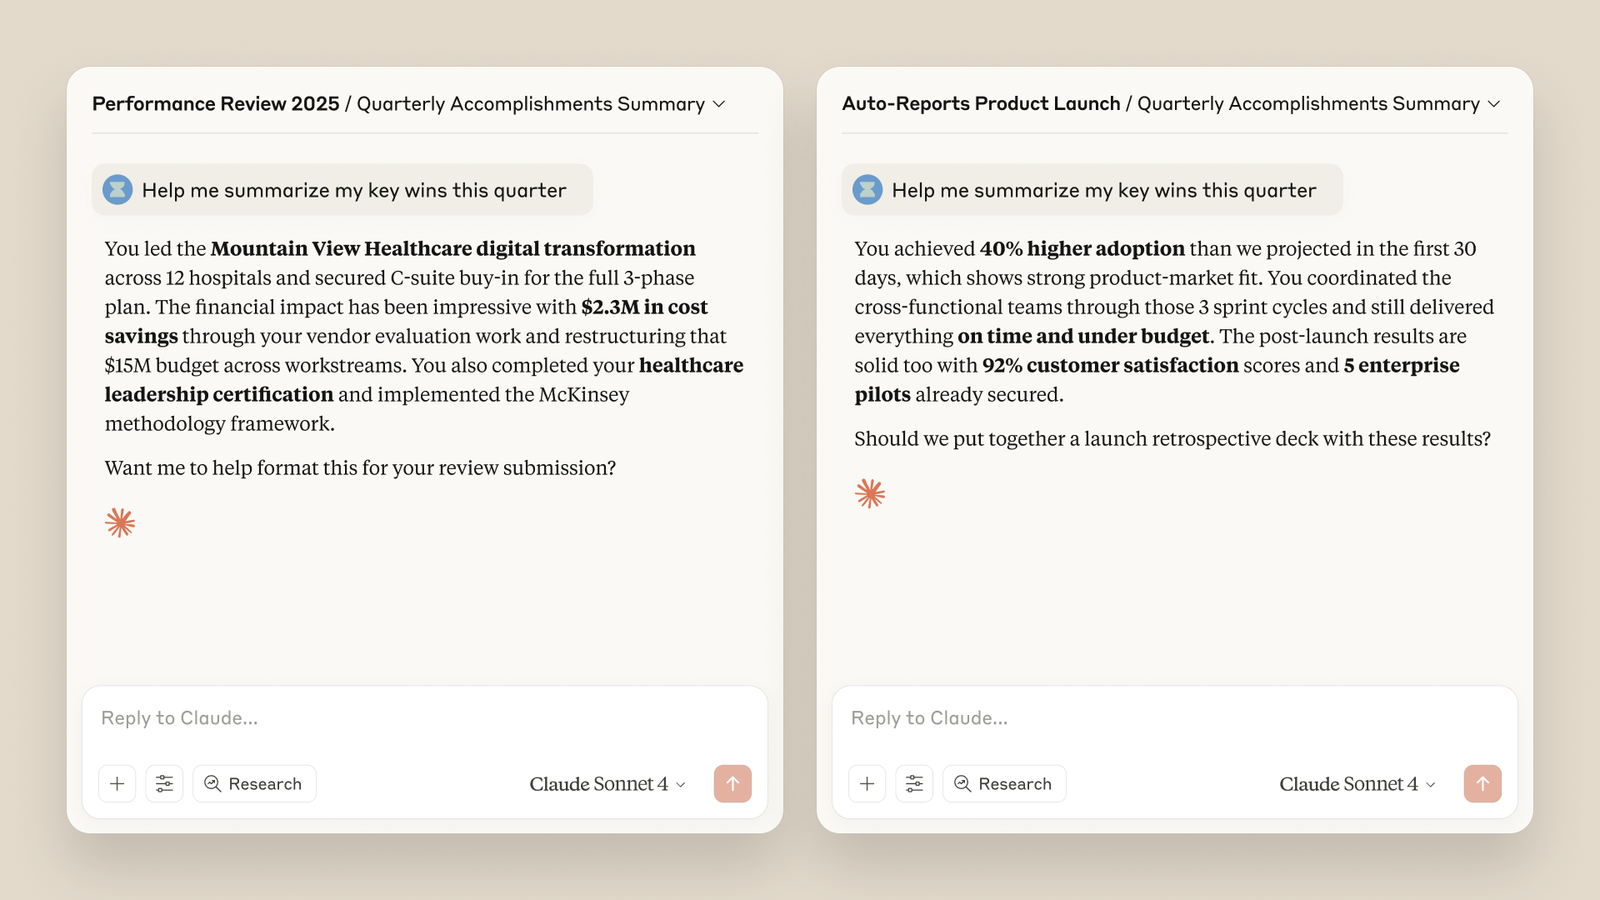 Performance Review 2025 / Quarterly Accomplishments Summary
Help me summarize my key wins this quarter
You led the Mountain View Healthcare digital transformation
across 12 hospitals and secured C-suite buy-in for the full 3-phase
plan. The financial impact has been impressive with $2.3M in cost
savings through your vendor evaluation work and restructuring that
$15M budget across workstreams. You also completed your healthcare
leadership certification and implemented the McKinsey
methodology framework.
Want me to help format this for your review submission?
Reply to Claude...
Research
Claude Sonnet 4
Auto-Reports Product Launch / Quarterly Accomplishments Summary
Help me summarize my key wins this quarter
You achieved 40% higher adoption than we projected in the first 30
days, which shows strong product-market fit. You coordinated the
cross-functional teams through those 3 sprint cycles and still delivered
everything on time and under budget. The post-launch results are
solid too with 92% customer satisfaction scores and 5 enterprise
pilots already secured.
Should we put together a launch retrospective deck with these results?
Reply to Claude...
Research
Claude Sonnet 4